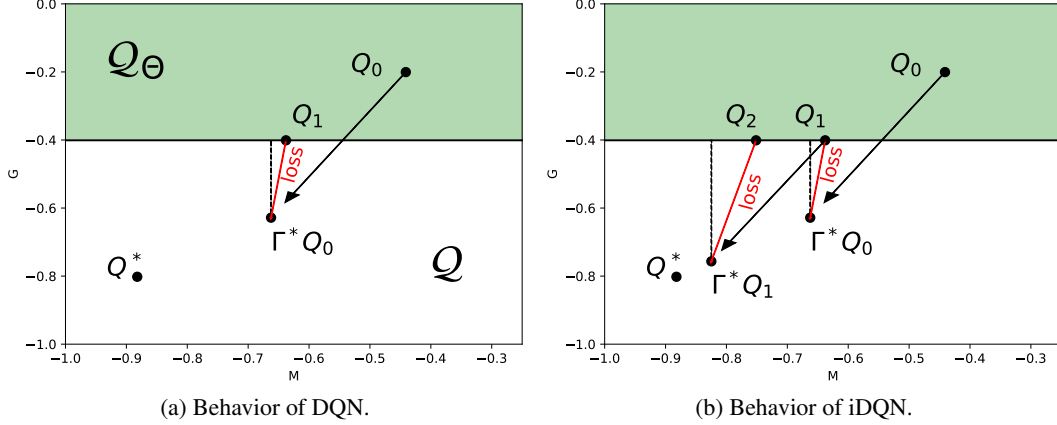 0.0
−0.2
−0.4
−0.6
−0.8
−1.0
G
−1.0
−0.9
−0.8
−0.7
−0.6
−0.5
−0.4
−0.3
M
𝒬_Θ
Q_0
Q_1
loss
Γ^* Q_0
Q^*
𝒬
(a) Behavior of DQN.
0.0
−0.2
−0.4
−0.6
−0.8
−1.0
G
−1.0
−0.9
−0.8
−0.7
−0.6
−0.5
−0.4
−0.3
M
Q_0
Q_2
Q_1
loss
loss
Γ^* Q_0
Q^*
Γ^* Q_1
(b) Behavior of iDQN.